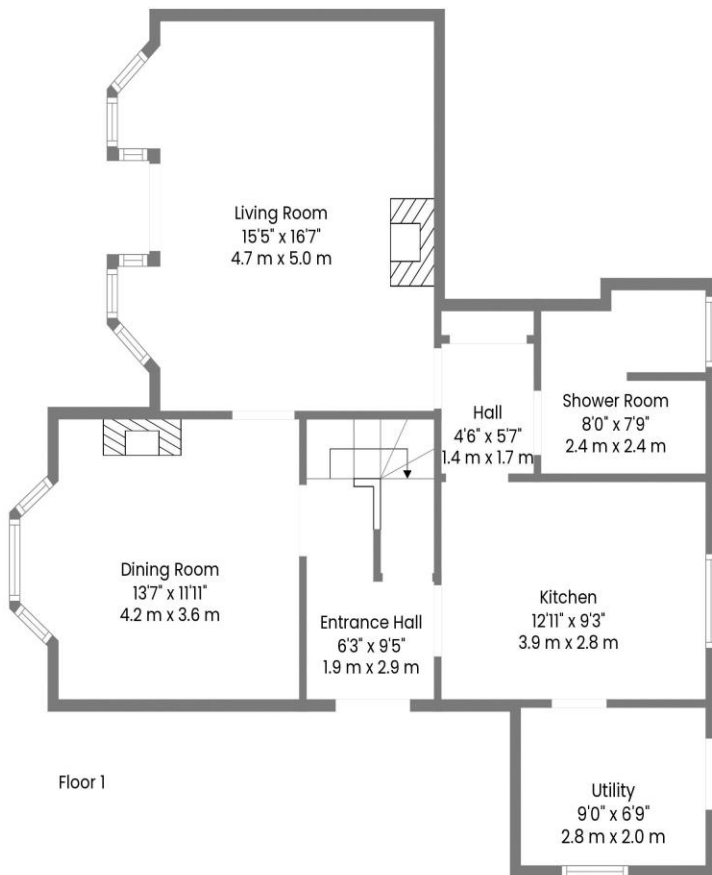 Living Room
15'5" x 16'7"
4.7 m x 5.0 m
Hall
4'6" x 5'7"
1.4 m x 1.7 m
Shower Room
8'0" x 7'9"
2.4 m x 2.4 m
Dining Room
13'7" x 11'11"
4.2 m x 3.6 m
Entrance Hall
6'3" x 9'5"
1.9 m x 2.9 m
Kitchen
12'11" x 9'3"
3.9 m x 2.8 m
Floor 1
Utility
9'0" x 6'9"
2.8 m x 2.0 m